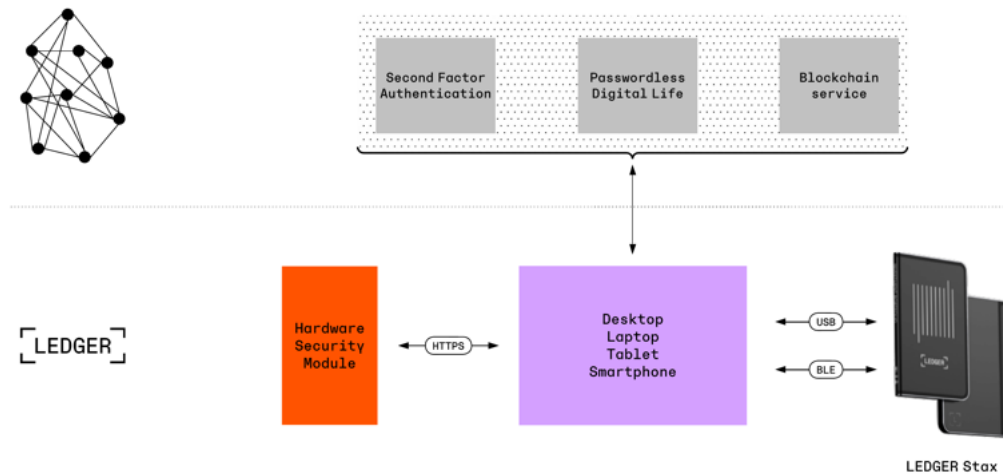 Second Factor
Authentication
Passwordless
Digital Life
Blockchain
service
LEDGER
Hardware
Security
Module
HTTPS
Desktop
Laptop
Tablet
Smartphone
USB
BLE
LEDGER
LEDGER Stax